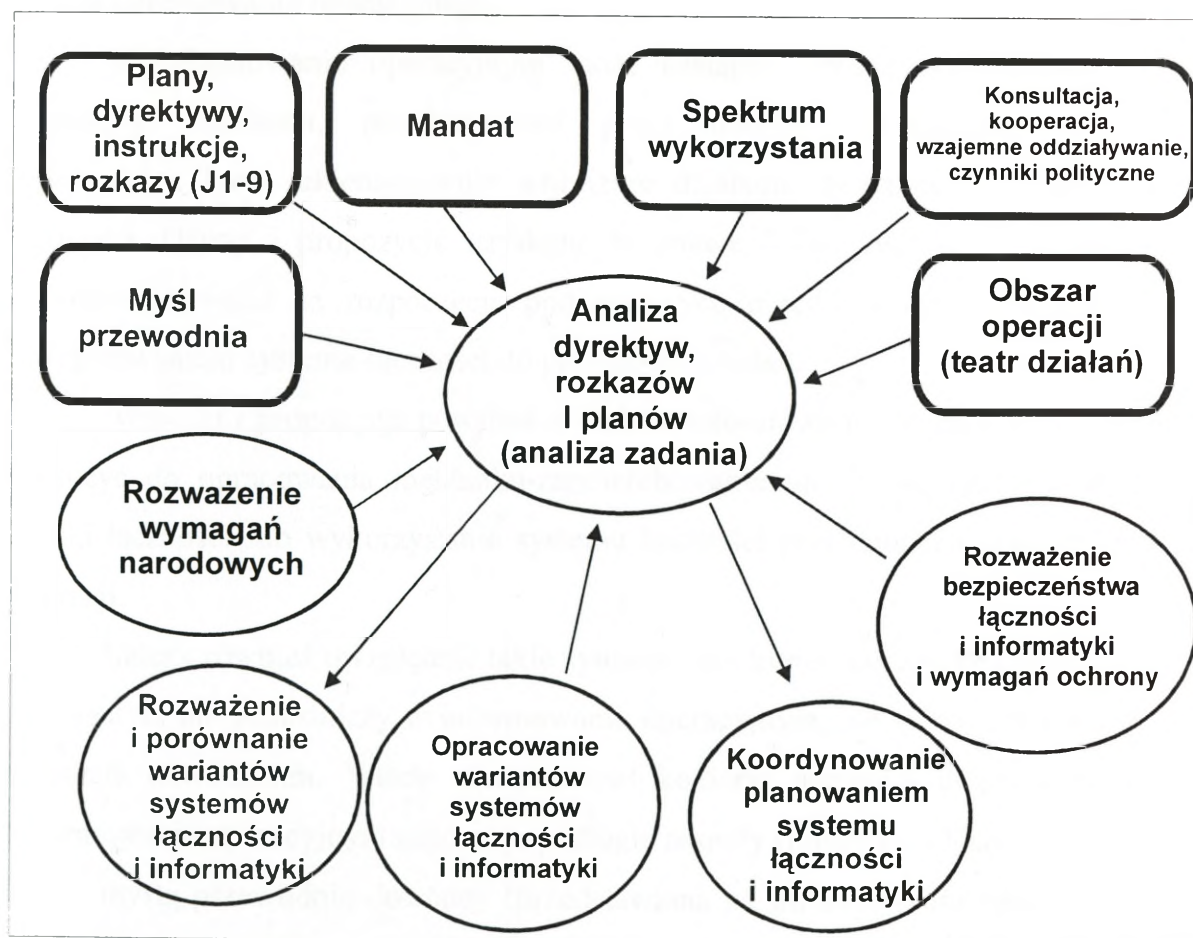 Plany,
dyrektywy,
instrukcje,
rozkazy (J1-9)
Mandat
Spektrum
wykorzystania
Konsultacja,
kooperacja,
wzajemne oddziaływanie,
czynniki polityczne
Myśl
przewodnia
Analiza
dyrektyw,
rozkazów
I planów
(analiza zadania)
Obszar
operacji
(teatr działań)
Rozważenie
wymagań
narodowych
Rozważenie
bezpieczeństwa
łączności
i informatyki
i wymagań ochrony
Rozważenie
i porównanie
wariantów
systemów
łączności
i informatyki
Opracowanie
wariantów
systemów
łączności
i informatyki
Koordynowanie
planowaniem
systemu
łączności
i informatyki